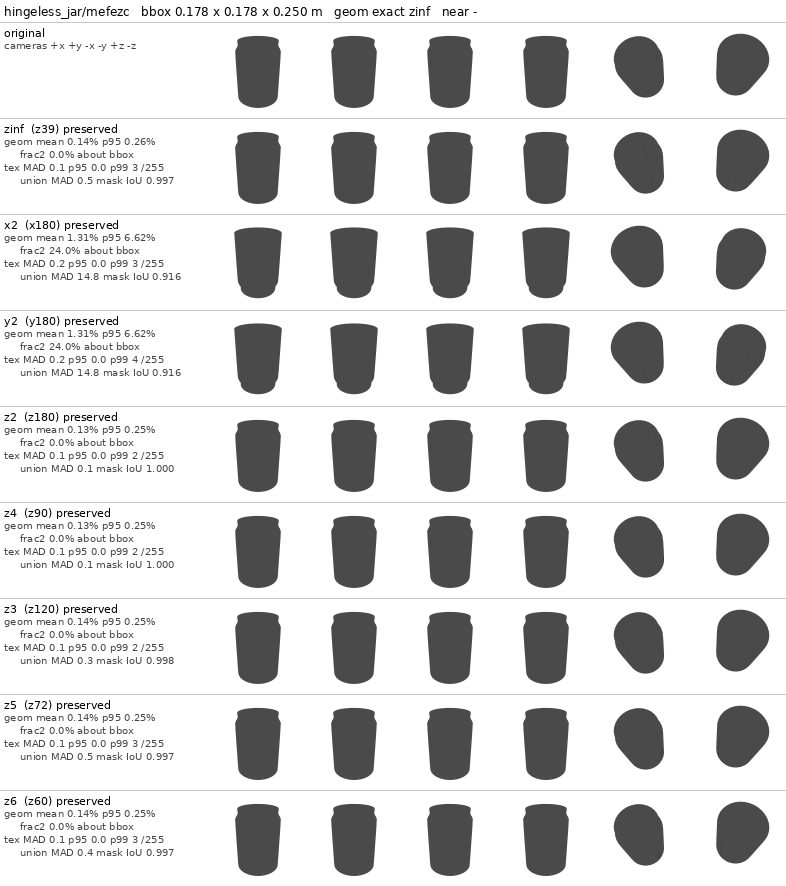 hingeless_jar/mefezc bbox 0.178 x 0.178 x 0.250 m geom exact zinf near -
original
cameras +x +y -x -y +z -z
zinf (z39) preserved
geom mean 0.14% p95 0.26%
frac2 0.0% about bbox
tex MAD 0.1 p95 0.0 p99 3 /255
union MAD 0.5 mask IoU 0.997
x2 (x180) preserved
geom mean 1.31% p95 6.62%
frac2 24.0% about bbox
tex MAD 0.2 p95 0.0 p99 3 /255
union MAD 14.8 mask IoU 0.916
y2 (y180) preserved
geom mean 1.31% p95 6.62%
frac2 24.0% about bbox
tex MAD 0.2 p95 0.0 p99 4 /255
union MAD 14.8 mask IoU 0.916
z2 (z180) preserved
geom mean 0.13% p95 0.25%
frac2 0.0% about bbox
tex MAD 0.1 p95 0.0 p99 2 /255
union MAD 0.1 mask IoU 1.000
z4 (z90) preserved
geom mean 0.13% p95 0.25%
frac2 0.0% about bbox
tex MAD 0.1 p95 0.0 p99 2 /255
union MAD 0.1 mask IoU 1.000
z3 (z120) preserved
geom mean 0.14% p95 0.25%
frac2 0.0% about bbox
tex MAD 0.1 p95 0.0 p99 2 /255
union MAD 0.3 mask IoU 0.998
z5 (z72) preserved
geom mean 0.14% p95 0.25%
frac2 0.0% about bbox
tex MAD 0.1 p95 0.0 p99 3 /255
union MAD 0.5 mask IoU 0.997
z6 (z60) preserved
geom mean 0.14% p95 0.25%
frac2 0.0% about bbox
tex MAD 0.1 p95 0.0 p99 3 /255
union MAD 0.4 mask IoU 0.997